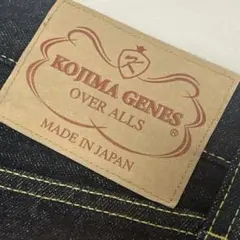 KOJIMA GENES
OVER ALLS
®
MADE IN JAPAN